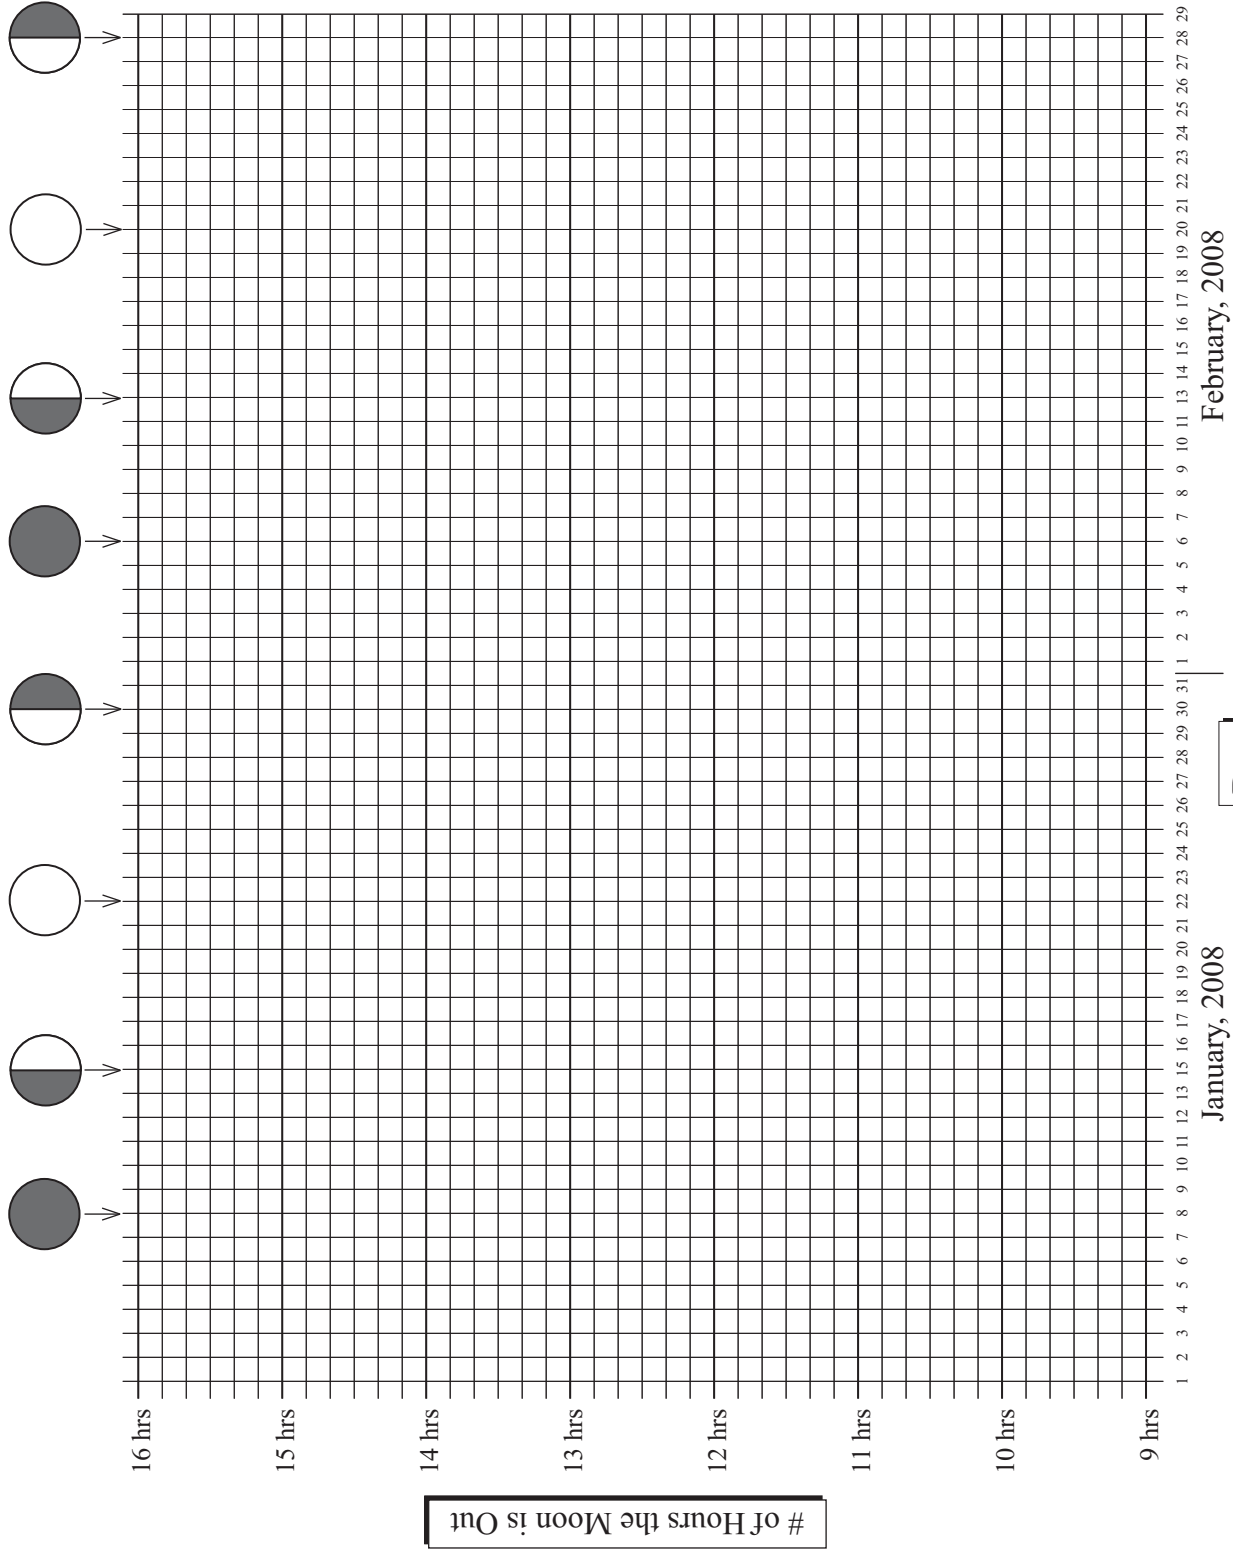 # of Hours the Moon is Out
16 hrs
15 hrs
14 hrs
13 hrs
12 hrs
11 hrs
10 hrs
9 hrs
1 2 3 4 5 6 7 8 9 10 11 12 13 15 16 17 18 19 20 21 22 23 24 25 26 27 28 29 30 31 1 2 3 4 5 6 7 8 9 10 11 13 14 15 16 17 18 19 20 21 22 23 24 25 26 27 28 29
January, 2008 February, 2008